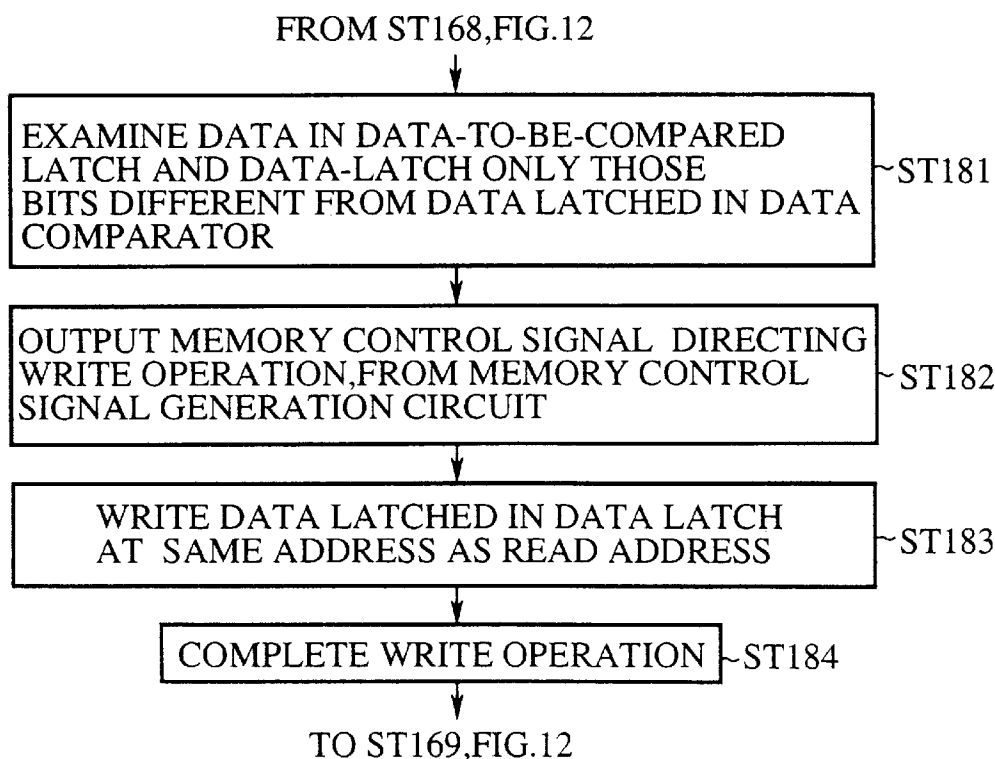 FROM ST168,FIG.12
EXAMINE DATA IN DATA-TO-BE-COMPARED
LATCH AND DATA-LATCH ONLY THOSE
BITS DIFFERENT FROM DATA LATCHED IN DATA
COMPARATOR
~ST181
OUTPUT MEMORY CONTROL SIGNAL DIRECTING
WRITE OPERATION,FROM MEMORY CONTROL
SIGNAL GENERATION CIRCUIT
~ST182
WRITE DATA LATCHED IN DATA LATCH
AT SAME ADDRESS AS READ ADDRESS
~ST183
COMPLETE WRITE OPERATION
~ST184
TO ST169,FIG.12